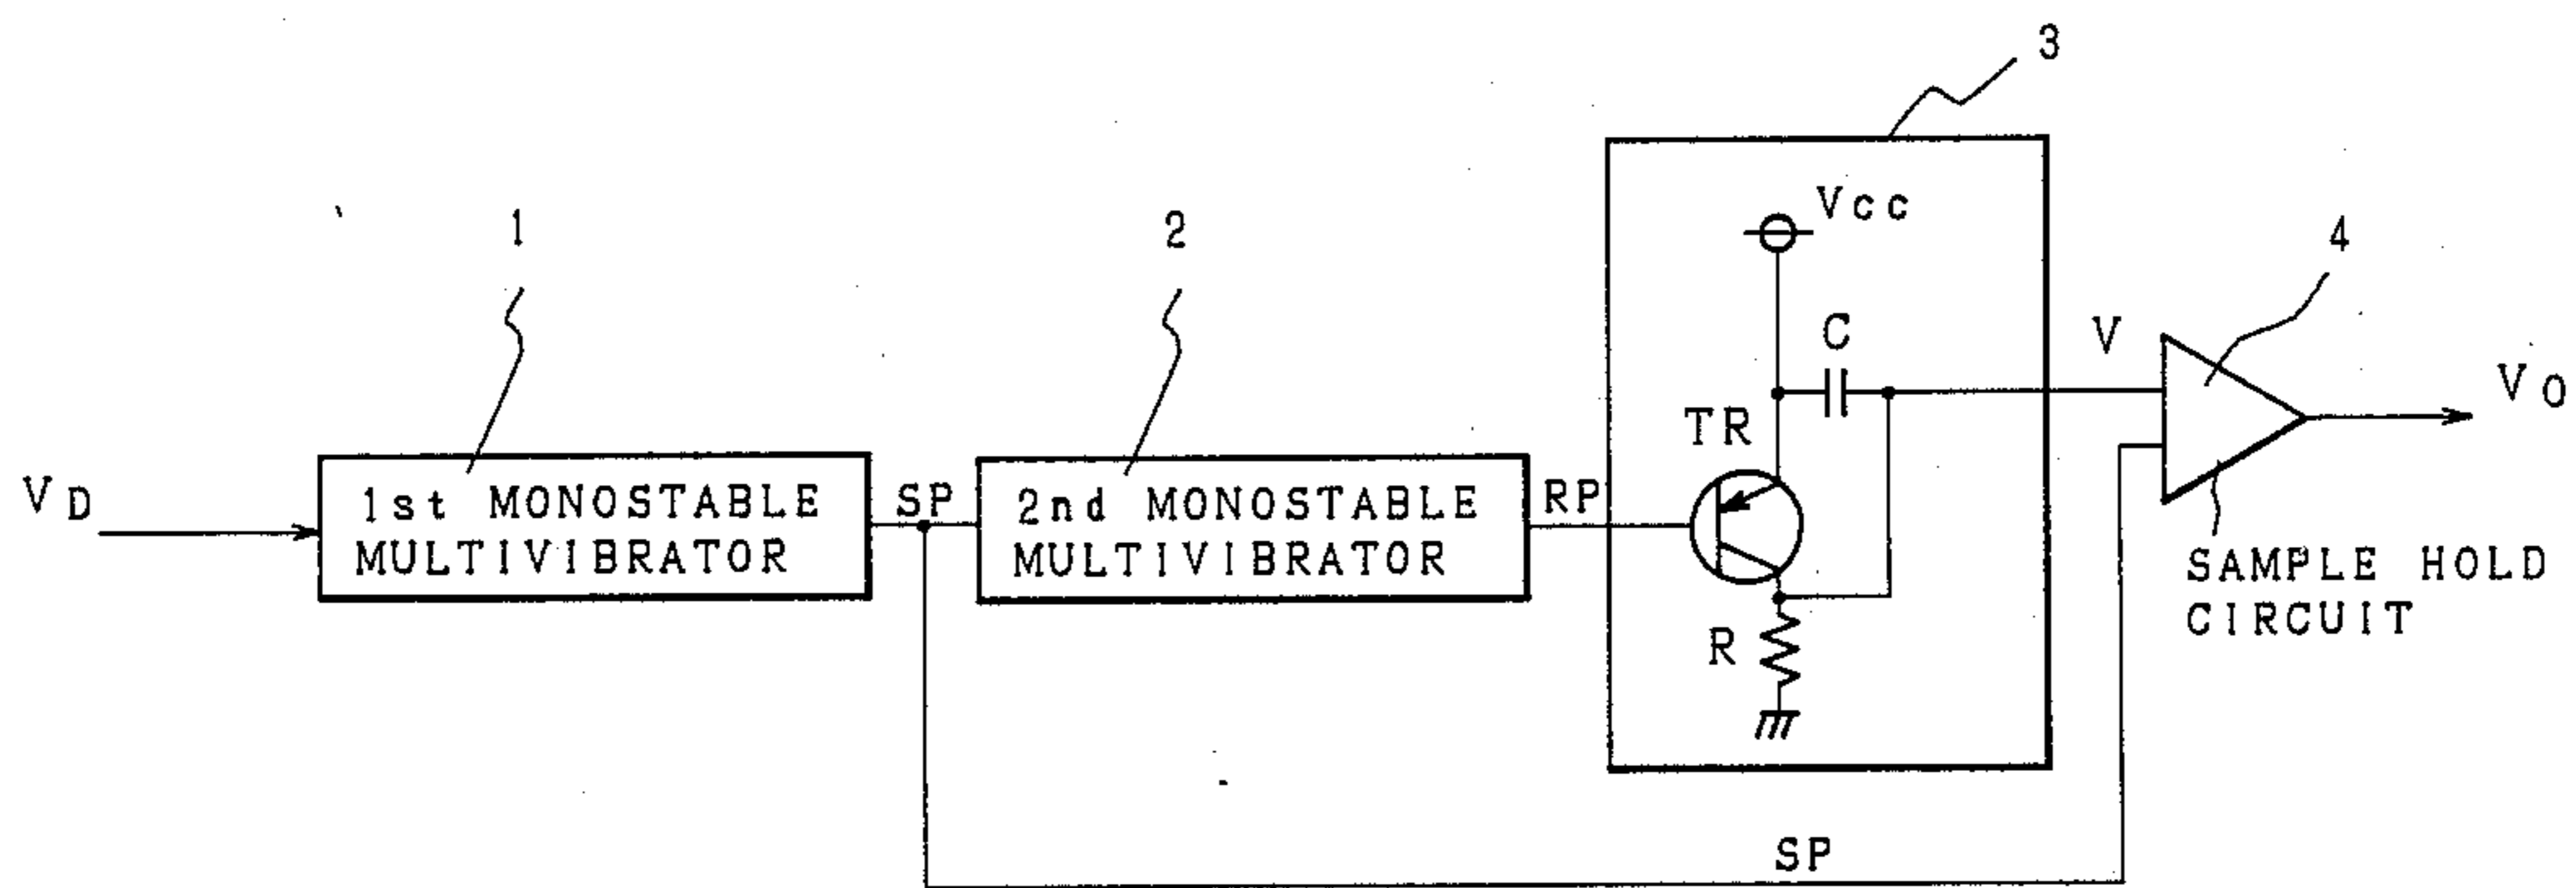 3
1
2
Vcc
4
C
V
VO
TR
VD
1st MONOSTABLE
MULTIVIBRATOR
SP
2nd MONOSTABLE
MULTIVIBRATOR
RP
SAMPLE HOLD
CIRCUIT
R
SP